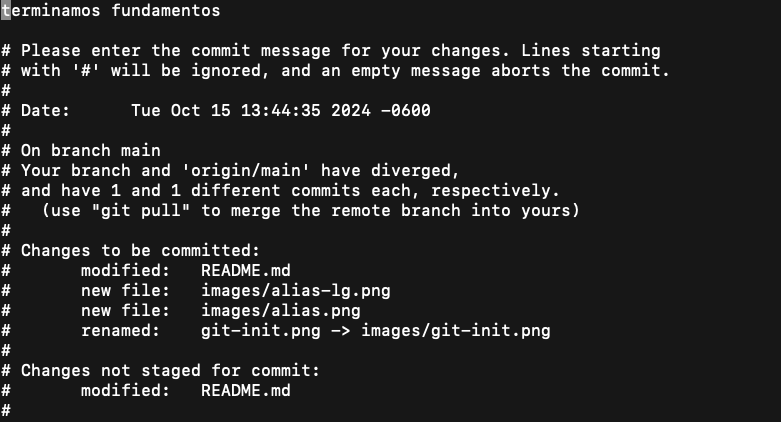 terminamos fundamentos

# Please enter the commit message for your changes. Lines starting
# with '#' will be ignored, and an empty message aborts the commit.
#
# Date:      Tue Oct 15 13:44:35 2024 -0600
#
# On branch main
# Your branch and 'origin/main' have diverged,
# and have 1 and 1 different commits each, respectively.
#   (use "git pull" to merge the remote branch into yours)
#
# Changes to be committed:
#       modified:   README.md
#       new file:   images/alias-lg.png
#       new file:   images/alias.png
#       renamed:    git-init.png -> images/git-init.png
#
# Changes not staged for commit:
#       modified:   README.md
#